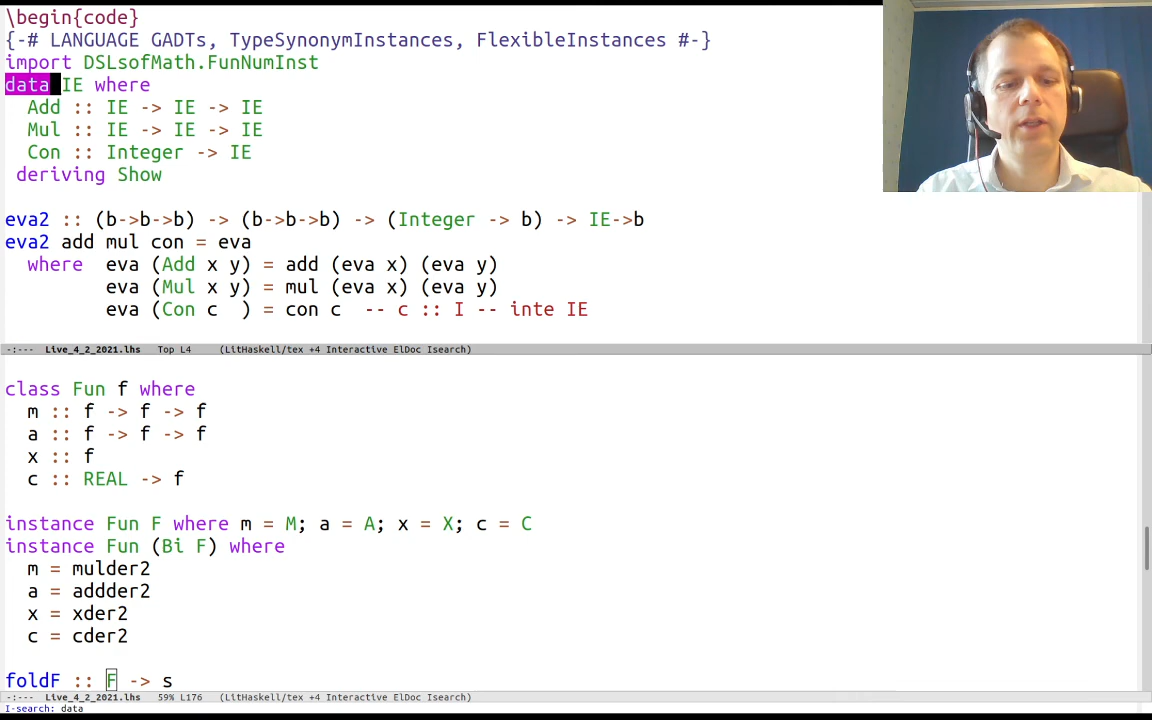 \begin{code}
{-# LANGUAGE GADTs, TypeSynonymInstances, FlexibleInstances #-}
import DSLsofMath.FunNumInst
data IE where
  Add :: IE -> IE -> IE
  Mul :: IE -> IE -> IE
  Con :: Integer -> IE
 deriving Show

eva2 :: (b->b->b) -> (b->b->b) -> (Integer -> b) -> IE->b
eva2 add mul con = eva
  where  eva (Add x y) = add (eva x) (eva y)
         eva (Mul x y) = mul (eva x) (eva y)
         eva (Con c  ) = con c  -- c :: I -- inte IE
-:---  Live_4_2_2021.lhs   Top L4     (LitHaskell/tex +4 Interactive ElDoc Isearch)
class Fun f where
  m :: f -> f -> f
  a :: f -> f -> f
  x :: f
  c :: REAL -> f

instance Fun F where m = M; a = A; x = X; c = C
instance Fun (Bi F) where
  m = mulder2
  a = addder2
  x = xder2
  c = cder2

foldF :: F -> s
-:---  Live_4_2_2021.lhs   59% L176   (LitHaskell/tex +4 Interactive ElDoc Isearch)
I-search: data